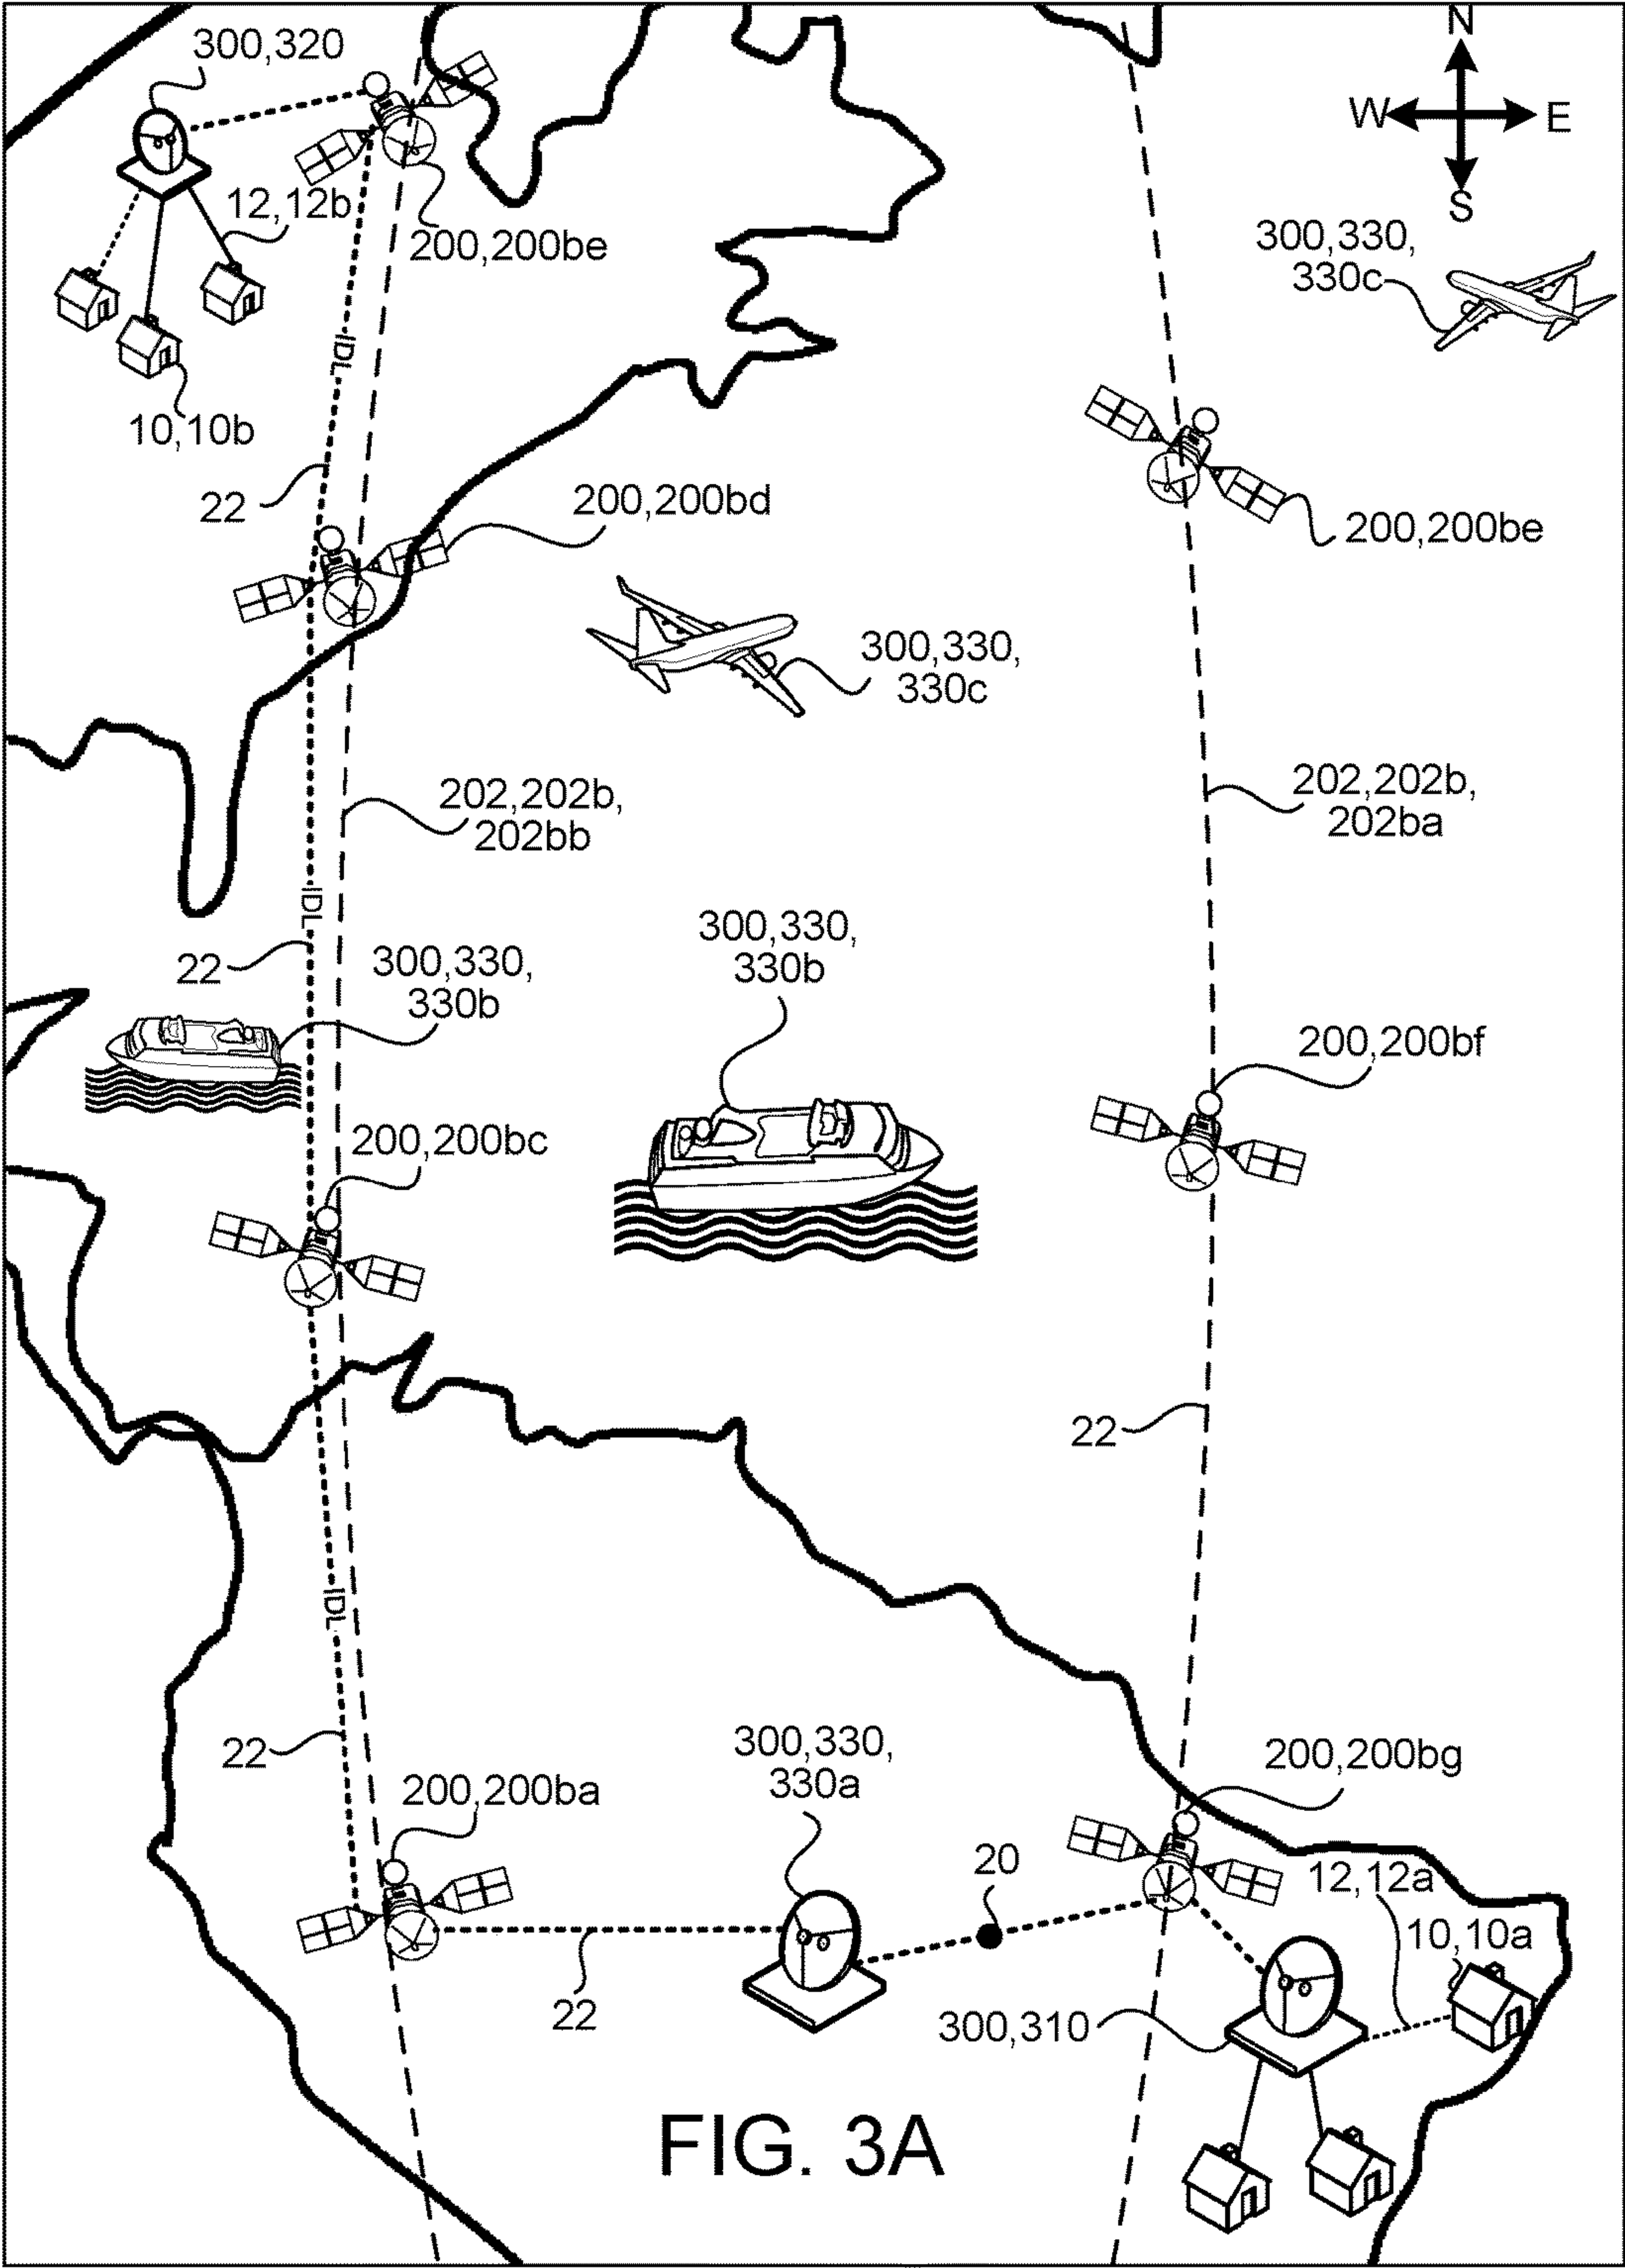 N
300,320
W
E
12,12b
S
200,200be
300,330,
330c
IDL
10,10b
22
200,200bd
200,200be
300,330,
330c
202,202b,
202bb
202,202b,
202ba
IDL
300,330,
330b
22
300,330,
330b
200,200bf
200,200bc
22
IDL
22
300,330,
330a
200,200bg
200,200ba
20
12,12a
10,10a
22
300,310
FIG. 3A